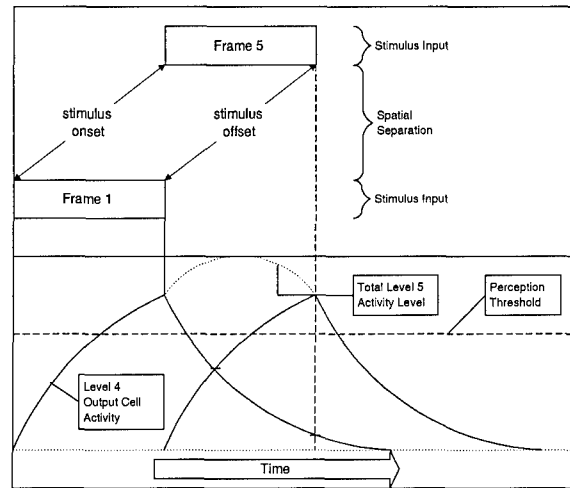 Frame 5
Stimulus Input
stimulus
onset
stimulus
offset
Spatial
Separation
Frame 1
Stimulus Input
Total Level 5
Activity Level
Perception
Threshold
Level 4
Output Cell
Activity
Time